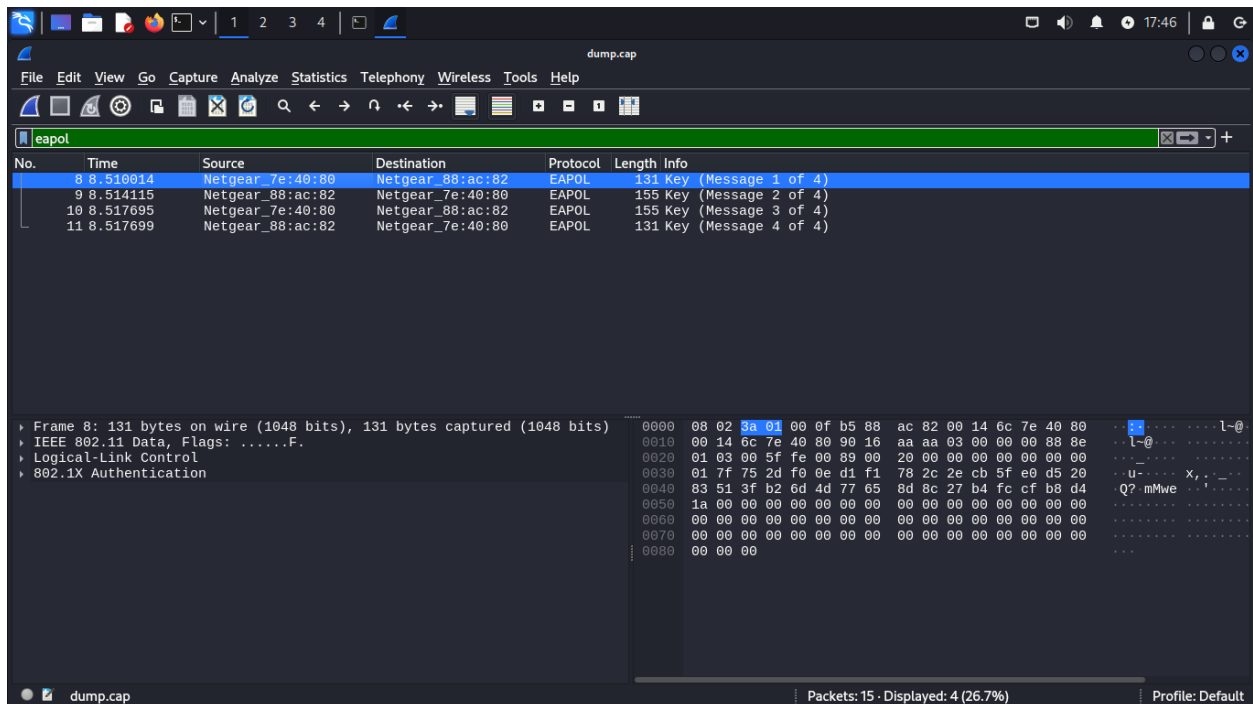 1 2 3 4 17:46
dump.cap
File Edit View Go Capture Analyze Statistics Telephony Wireless Tools Help
eapol
No. Time Source Destination Protocol Length Info
8 8.510014 Netgear_7e:40:80 Netgear_88:ac:82 EAPOL 131 Key (Message 1 of 4)
9 8.514115 Netgear_88:ac:82 Netgear_7e:40:80 EAPOL 155 Key (Message 2 of 4)
10 8.517695 Netgear_7e:40:80 Netgear_88:ac:82 EAPOL 155 Key (Message 3 of 4)
11 8.517699 Netgear_88:ac:82 Netgear_7e:40:80 EAPOL 131 Key (Message 4 of 4)
Frame 8: 131 bytes on wire (1048 bits), 131 bytes captured (1048 bits)
IEEE 802.11 Data, Flags: ......F.
Logical-Link Control
802.1X Authentication
0000 08 02 3a 01 00 0f b5 88 ac 82 00 14 6c 7e 40 80 ··:····· ····l~@·
0010 00 14 6c 7e 40 80 90 16 aa aa 03 00 00 00 88 8e ··l~@··· ········
0020 01 03 00 5f fe 00 89 00 20 00 00 00 00 00 00 00 ···_···· ·······
0030 01 7f 75 2d f0 0e d1 f1 78 2c 2e cb 5f e0 d5 20 ··u-···· x,.·_··
0040 83 51 3f b2 6d 4d 77 65 8d 8c 27 b4 fc cf b8 d4 ·Q?·mMwe ··'·····
0050 1a 00 00 00 00 00 00 00 00 00 00 00 00 00 00 00 ········ ········
0060 00 00 00 00 00 00 00 00 00 00 00 00 00 00 00 00 ········ ········
0070 00 00 00 00 00 00 00 00 00 00 00 00 00 00 00 00 ········ ········
0080 00 00 00 ···
dump.cap Packets: 15 · Displayed: 4 (26.7%) Profile: Default